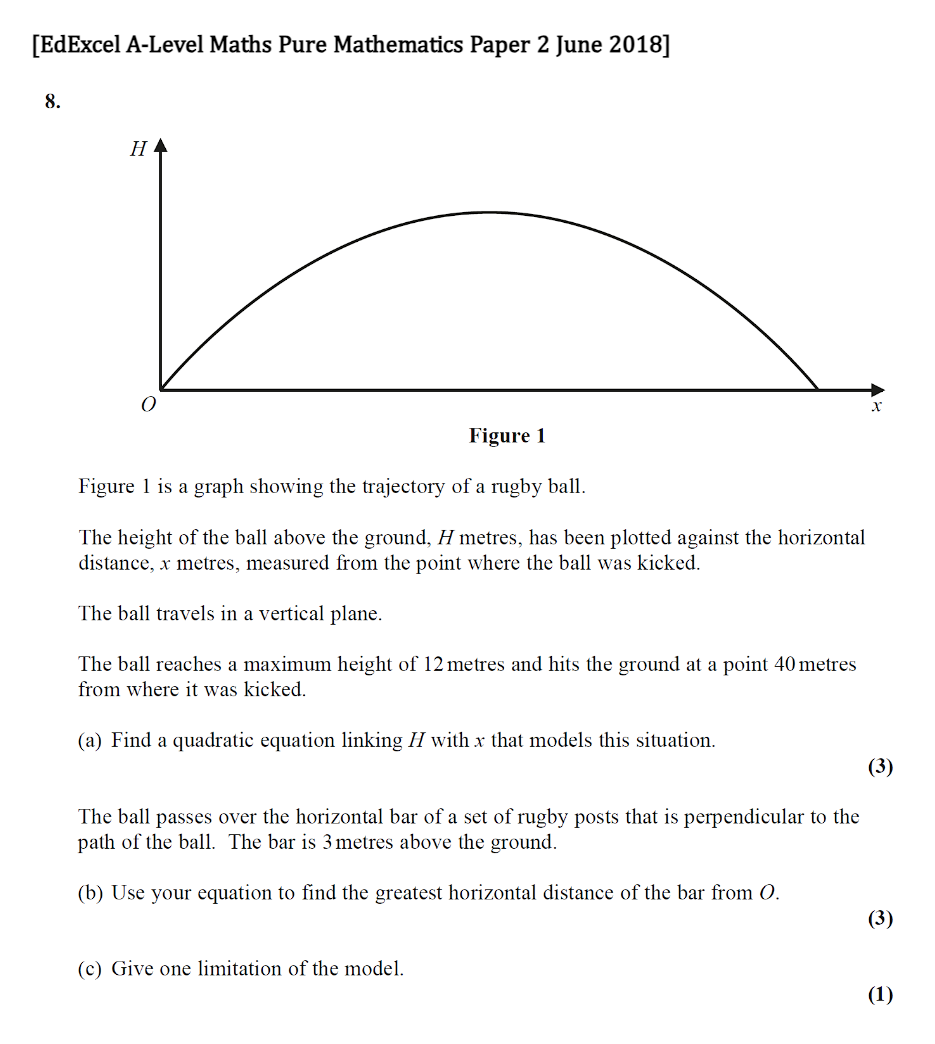 [EdExcel A-Level Maths Pure Mathematics Paper 2 June 2018]
8.
H
O
x
Figure 1
Figure 1 is a graph showing the trajectory of a rugby ball.
The height of the ball above the ground, H metres, has been plotted against the horizontal
distance, x metres, measured from the point where the ball was kicked.
The ball travels in a vertical plane.
The ball reaches a maximum height of 12 metres and hits the ground at a point 40 metres
from where it was kicked.
(a) Find a quadratic equation linking H with x that models this situation.
(3)
The ball passes over the horizontal bar of a set of rugby posts that is perpendicular to the
path of the ball. The bar is 3 metres above the ground.
(b) Use your equation to find the greatest horizontal distance of the bar from O.
(3)
(c) Give one limitation of the model.
(1)